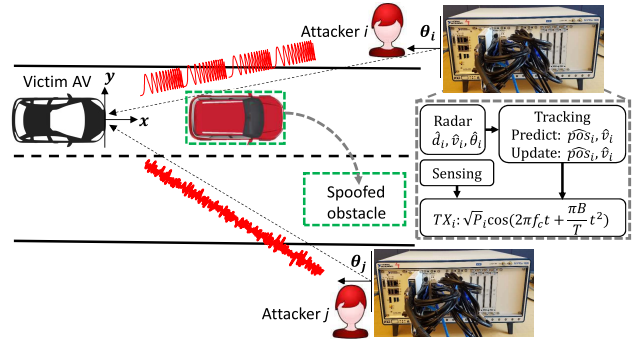 Attacker i
θi
Victim AV
y
x
Radar
d̂i, v̂i, θ̂i
Tracking
Predict: p̂osi, v̂i
Update: p̂osi, v̂i
Sensing
Spoofed
obstacle
TXi: √Pi cos(2πfct + πB/T t²)
θj
Attacker j